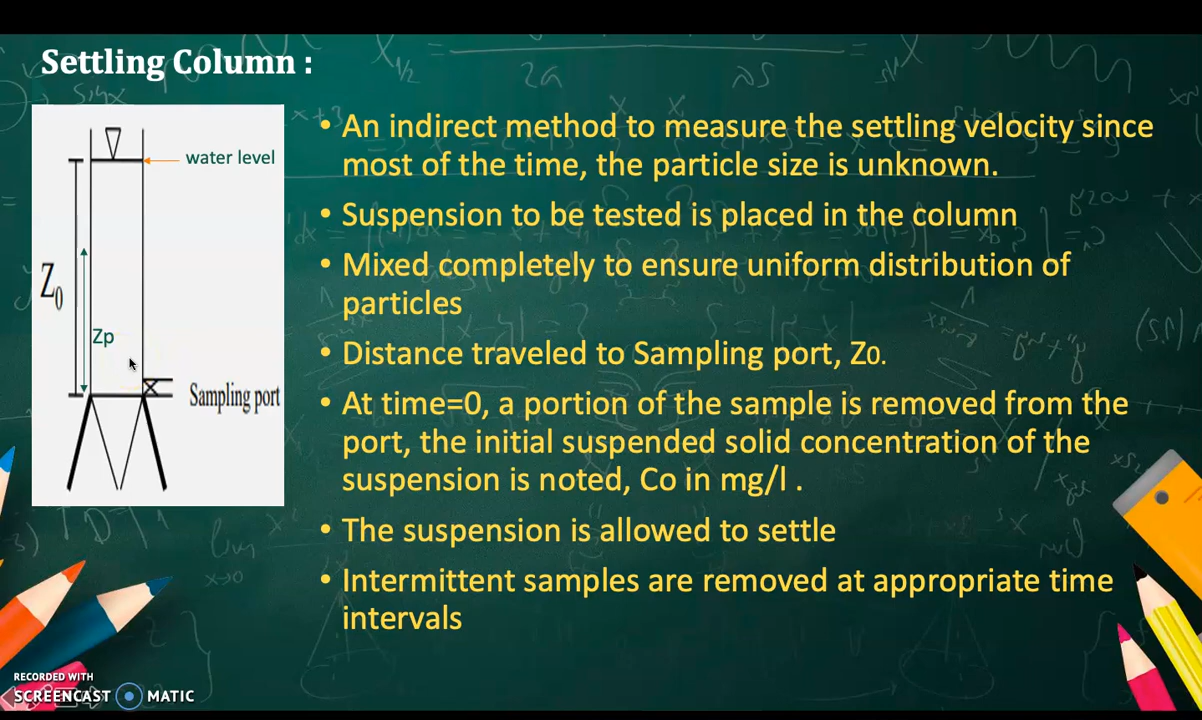 Settling Column :
water level
Z0
Zp
Sampling port
• An indirect method to measure the settling velocity since
most of the time, the particle size is unknown.
• Suspension to be tested is placed in the column
• Mixed completely to ensure uniform distribution of
particles
• Distance traveled to Sampling port, Z0.
• At time=0, a portion of the sample is removed from the
port, the initial suspended solid concentration of the
suspension is noted, Co in mg/l .
• The suspension is allowed to settle
• Intermittent samples are removed at appropriate time
intervals
RECORDED WITH
SCREENCAST MATIC